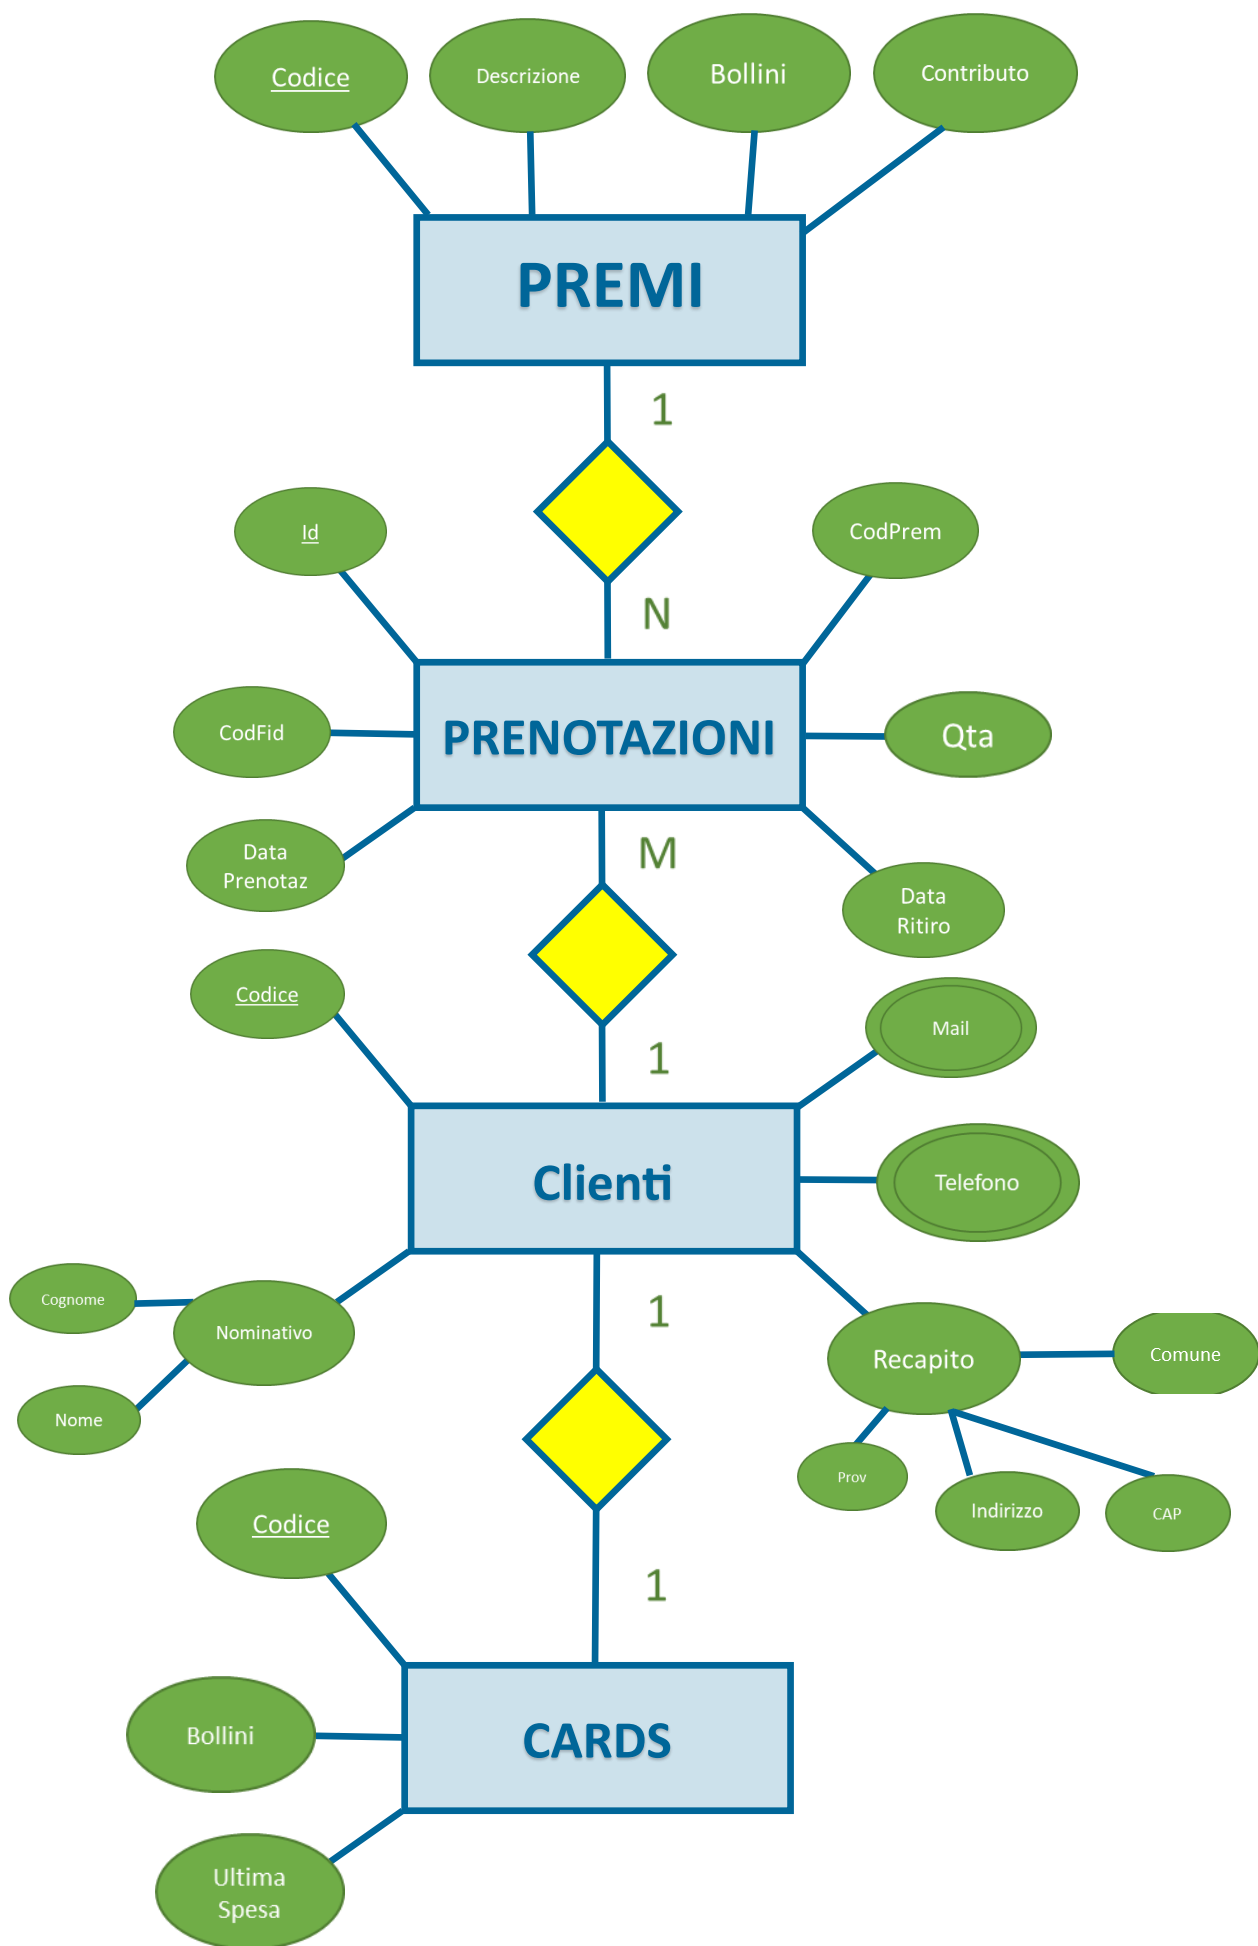 Codice
Descrizione
Bollini
Contributo
PREMI
1
Id
CodPrem
N
CodFid
PRENOTAZIONI
Qta
Data
Prenotaz
M
Data
Ritiro
Codice
Mail
1
Clienti
Telefono
Cognome
Nominativo
1
Recapito
Comune
Nome
Prov
Indirizzo
CAP
Codice
1
Bollini
CARDS
Ultima
Spesa